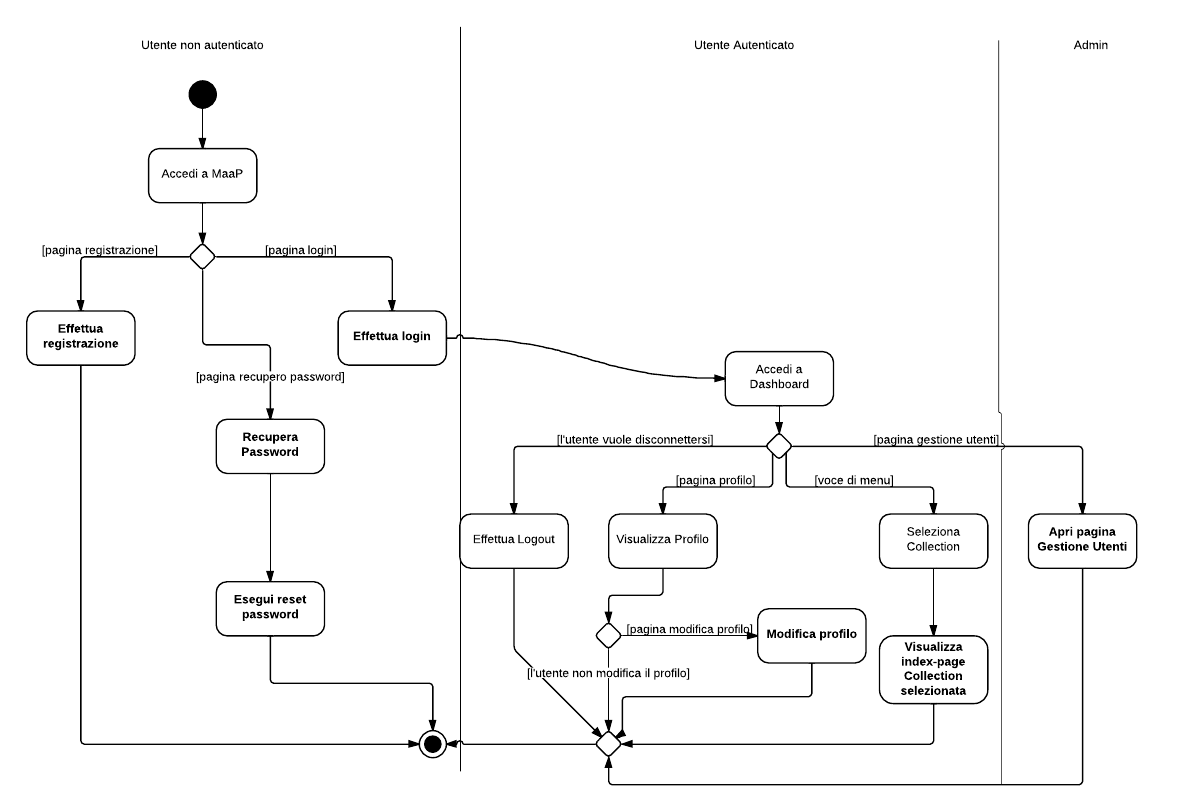 Utente non autenticato
Utente Autenticato
Admin
Accedi a MaaP
[pagina registrazione]
[pagina login]
Effettua
registrazione
Effettua login
[pagina recupero password]
Accedi a
Dashboard
Recupera
Password
[l'utente vuole disconnettersi]
[pagina gestione utenti]
[pagina profilo]
[voce di menu]
Effettua Logout
Visualizza Profilo
Seleziona
Collection
Apri pagina
Gestione Utenti
Esegui reset
password
[pagina modifica profilo]
Modifica profilo
[l'utente non modifica il profilo]
Visualizza
index-page
Collection
selezionata